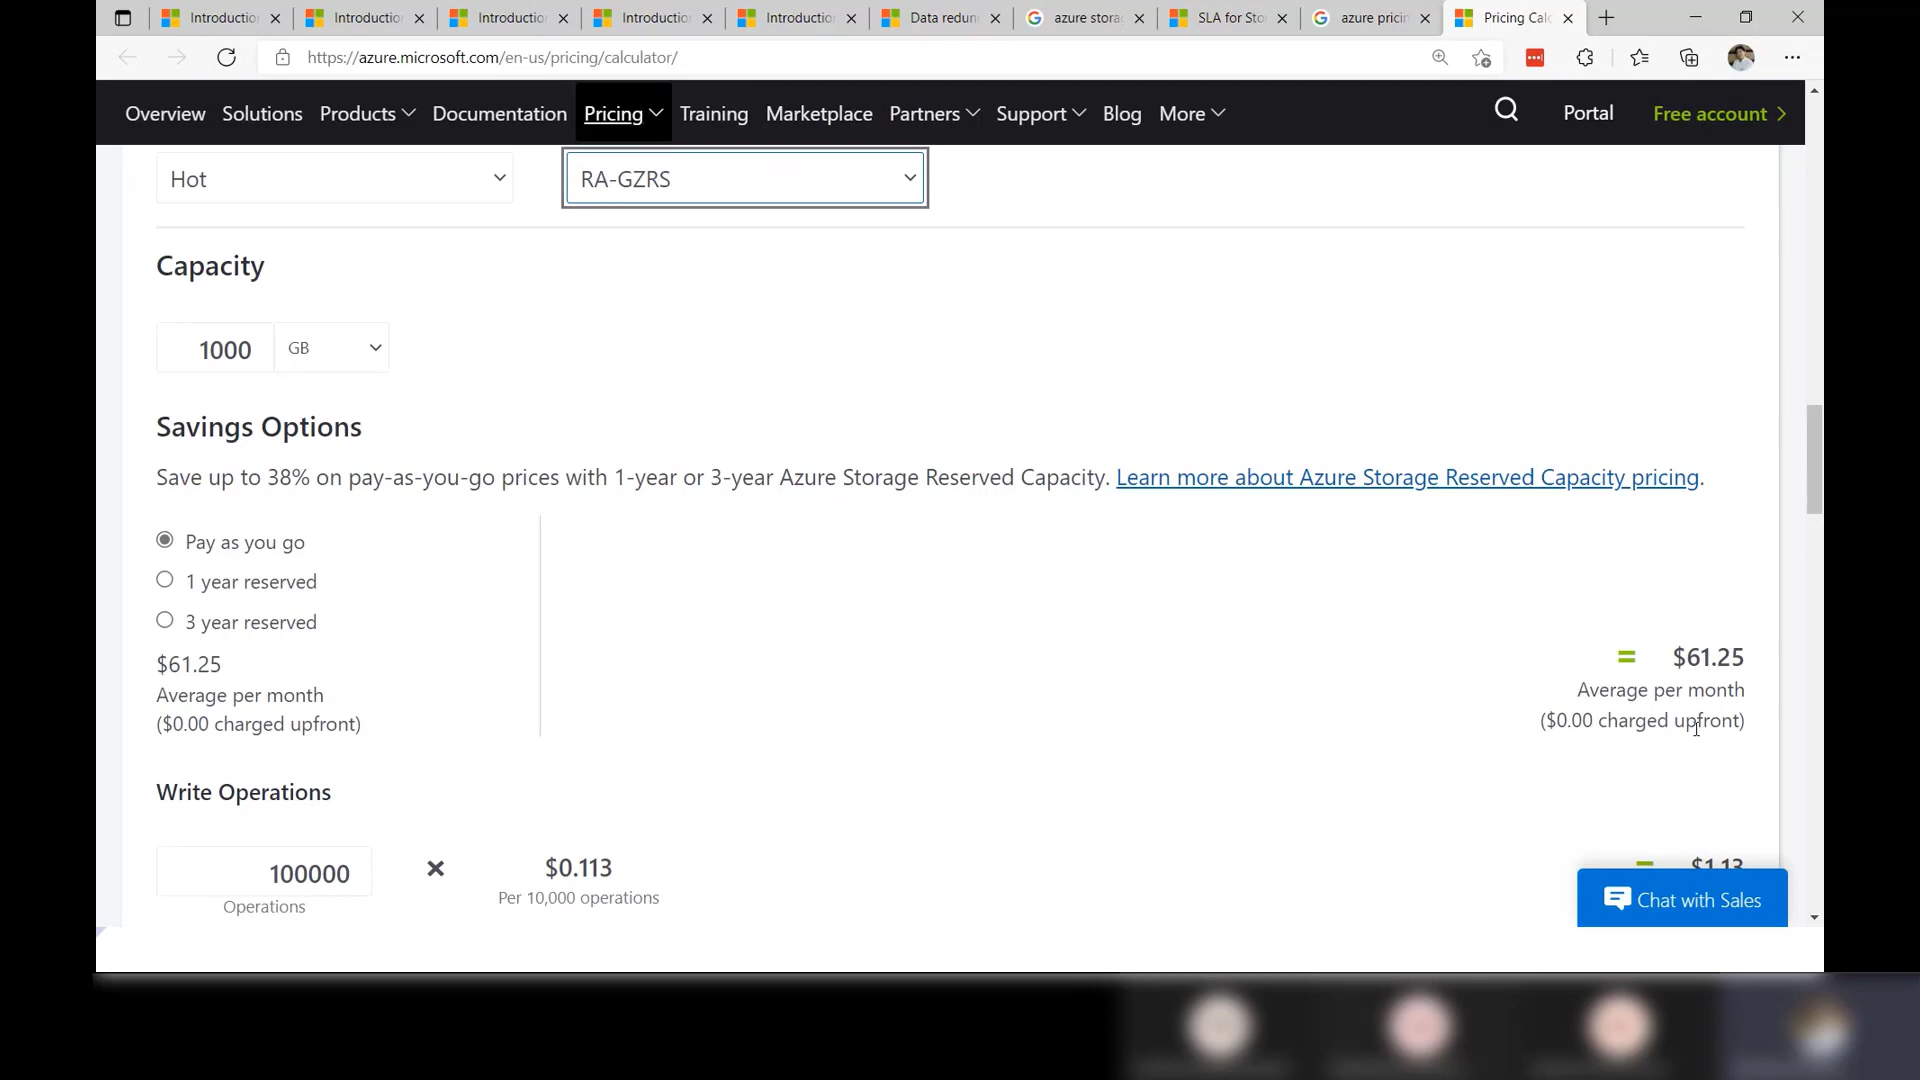 Introductio
Introductio
Introductio
Introductio
Introductio
Data redun
azure stora
SLA for Sto
azure pricin
Pricing Calc
https://azure.microsoft.com/en-us/pricing/calculator/
Overview Solutions Products Documentation Pricing Training Marketplace Partners Support Blog More Portal Free account
Hot RA-GZRS
Capacity
1000 GB
Savings Options
Save up to 38% on pay-as-you-go prices with 1-year or 3-year Azure Storage Reserved Capacity. Learn more about Azure Storage Reserved Capacity pricing.
Pay as you go
1 year reserved
3 year reserved
$61.25
Average per month
($0.00 charged upfront)
= $61.25
Average per month
($0.00 charged upfront)
Write Operations
100000 × $0.113 = $1.13
Operations Per 10,000 operations
Chat with Sales